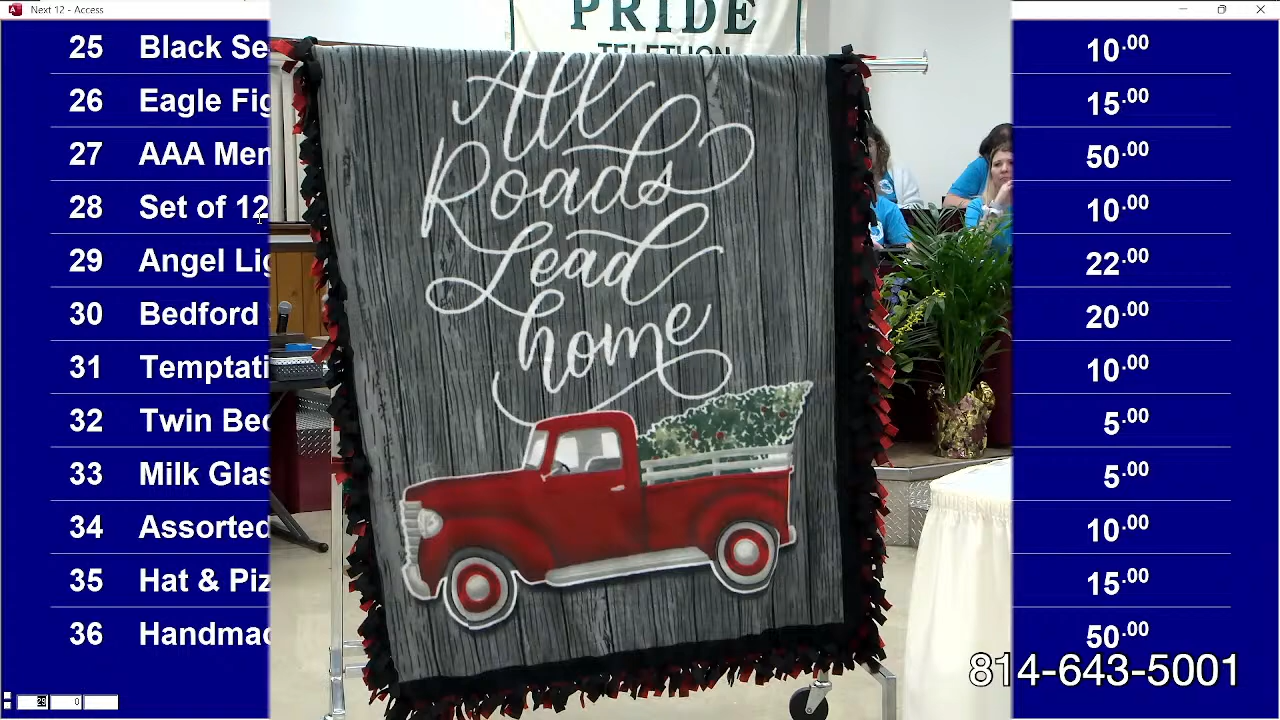 Next 12 - Access
PRIDE
TELETHON
25 Black Se 10.00
26 Eagle Fig 15.00
27 AAA Mem 50.00
28 Set of 12 10.00
29 Angel Lig 22.00
30 Bedford 20.00
31 Temptati 10.00
32 Twin Bed 5.00
33 Milk Glas 5.00
34 Assorted 10.00
35 Hat & Piz 15.00
36 Handmad 50.00
All
Roads
Lead
home
814-643-5001
0